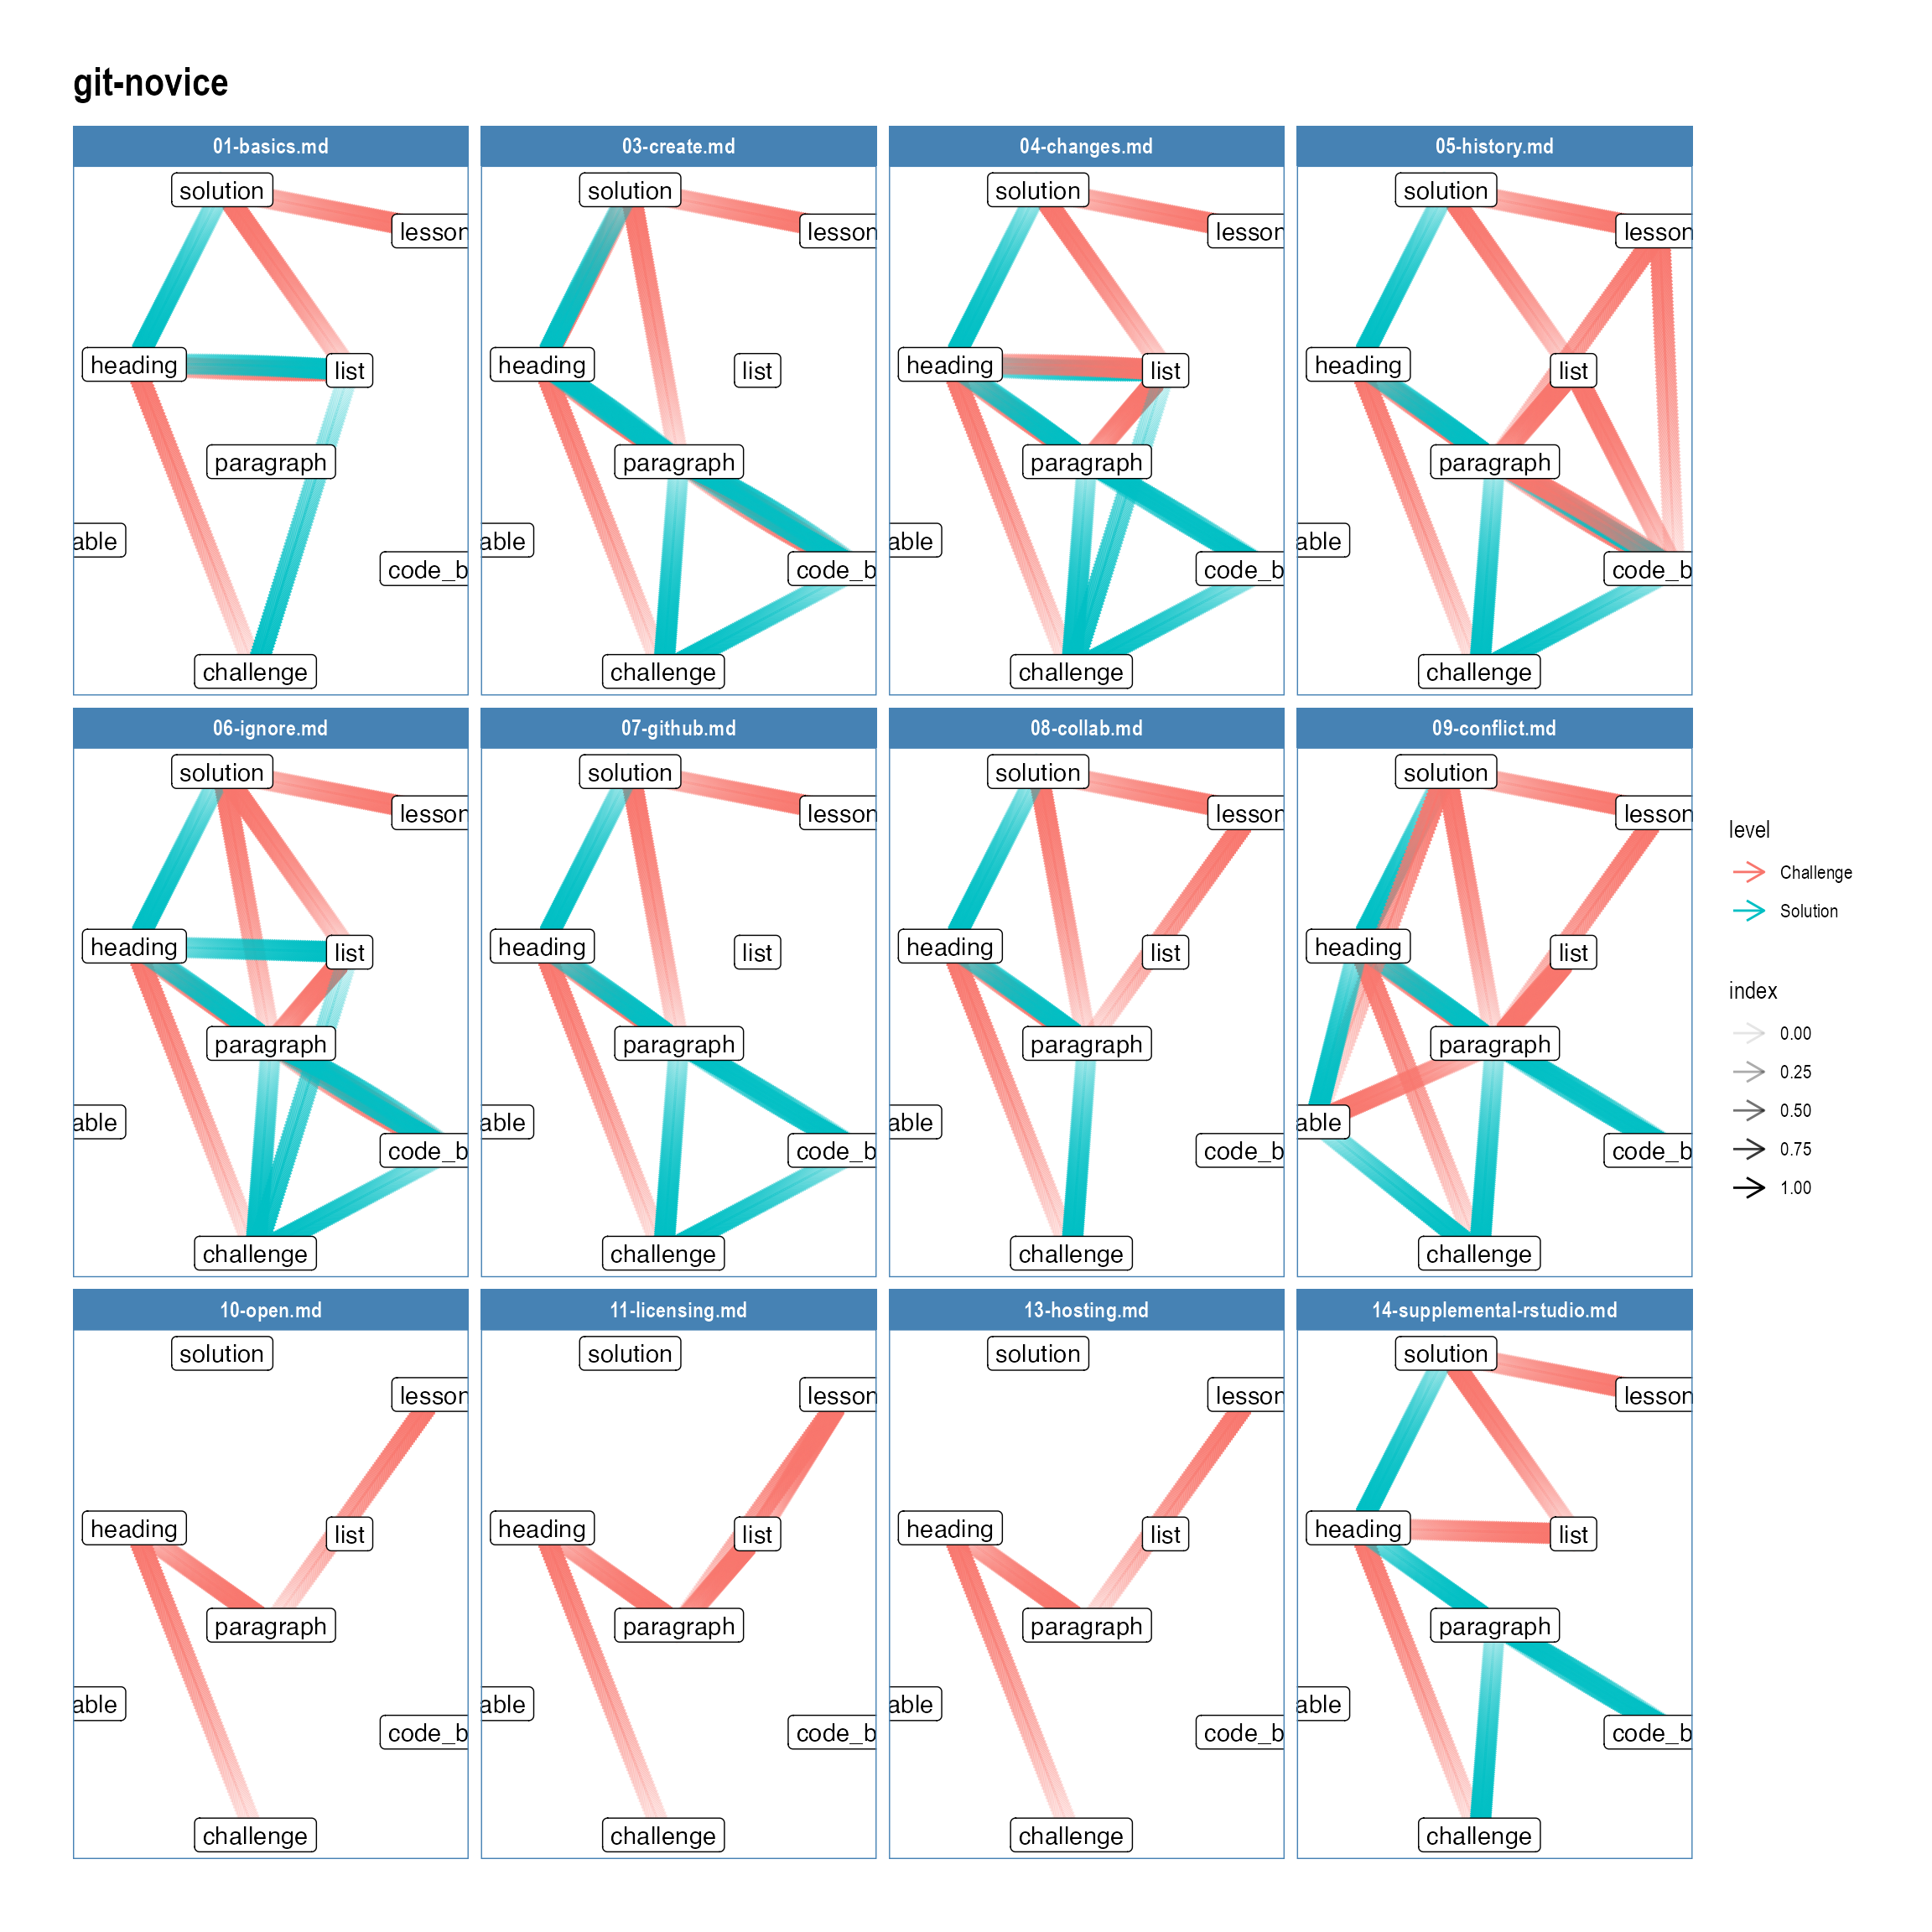 git-novice
01-basics.md
solution
lesson
heading
list
paragraph
able
code_b
challenge
03-create.md
solution
lesson
heading
list
paragraph
able
code_b
challenge
04-changes.md
solution
lesson
heading
list
paragraph
able
code_b
challenge
05-history.md
solution
lesson
heading
list
paragraph
able
code_b
challenge
06-ignore.md
solution
lesson
heading
list
paragraph
able
code_b
challenge
07-github.md
solution
lesson
heading
list
paragraph
able
code_b
challenge
08-collab.md
solution
lesson
heading
list
paragraph
able
code_b
challenge
09-conflict.md
solution
lesson
heading
list
paragraph
able
code_b
challenge
10-open.md
solution
lesson
heading
list
paragraph
able
code_b
challenge
11-licensing.md
solution
lesson
heading
list
paragraph
able
code_b
challenge
13-hosting.md
solution
lesson
heading
list
paragraph
able
code_b
challenge
14-supplemental-rstudio.md
solution
lesson
heading
list
paragraph
able
code_b
challenge
level
Challenge
Solution
index
0.00
0.25
0.50
0.75
1.00